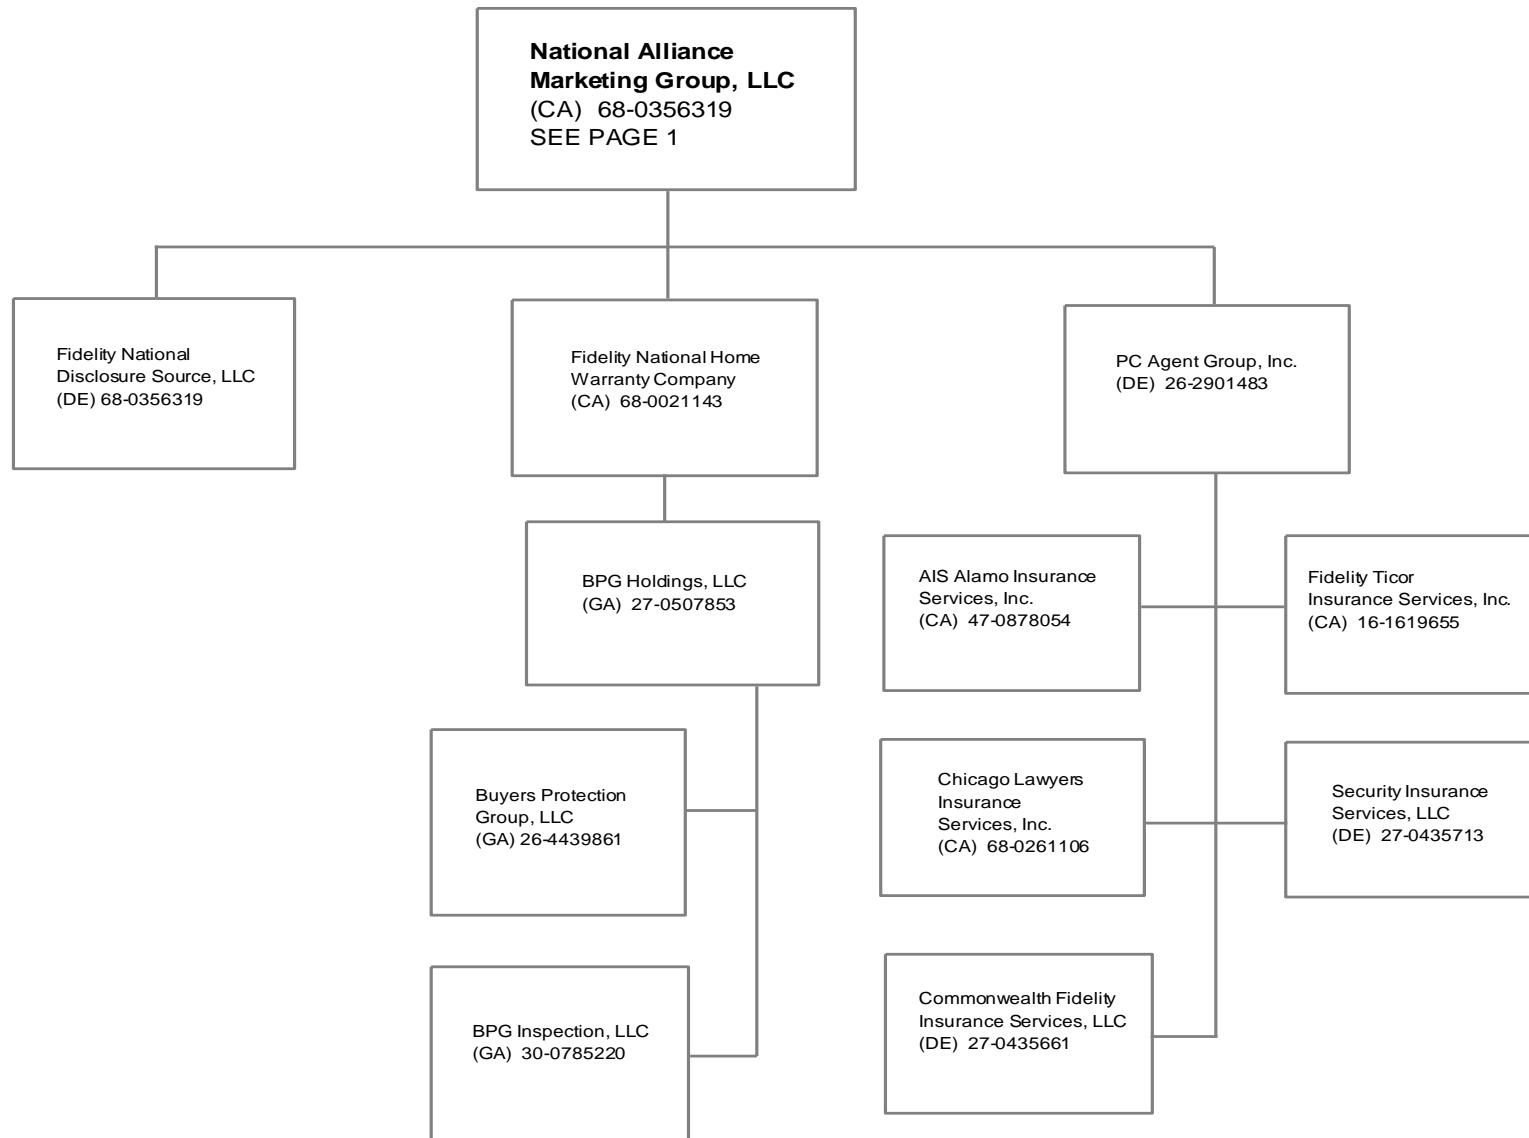 National Alliance
Marketing Group, LLC
(CA) 68-0356319
SEE PAGE 1
Fidelity National
Disclosure Source, LLC
(DE) 68-0356319
Fidelity National Home
Warranty Company
(CA) 68-0021143
PC Agent Group, Inc.
(DE) 26-2901483
BPG Holdings, LLC
(GA) 27-0507853
AIS Alamo Insurance
Services, Inc.
(CA) 47-0878054
Fidelity Ticor
Insurance Services, Inc.
(CA) 16-1619655
Buyers Protection
Group, LLC
(GA) 26-4439861
Chicago Lawyers
Insurance
Services, Inc.
(CA) 68-0261106
Security Insurance
Services, LLC
(DE) 27-0435713
BPG Inspection, LLC
(GA) 30-0785220
Commonwealth Fidelity
Insurance Services, LLC
(DE) 27-0435661